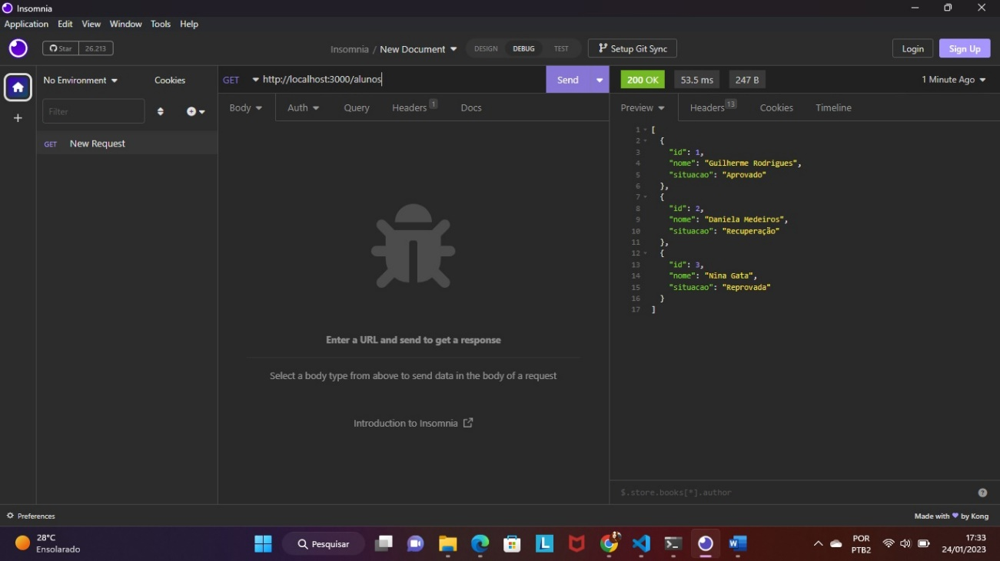 Insomnia
Application Edit View Window Tools Help
Star 26.213
Insomnia / New Document
DESIGN DEBUG TEST
Setup Git Sync
Login Sign Up
No Environment Cookies
GET http://localhost:3000/alunos
Send
200 OK 53.5 ms 247 B 1 Minute Ago
Filter
Body Auth Query Headers 1 Docs
Preview Headers 13 Cookies Timeline
GET New Request
1 [
2 {
3 "id": 1,
4 "nome": "Guilherme Rodrigues",
5 "situacao": "Aprovado"
6 },
7 {
8 "id": 2,
9 "nome": "Daniela Medeiros",
10 "situacao": "Recuperação"
11 },
12 {
13 "id": 3,
14 "nome": "Nina Gata",
15 "situacao": "Reprovada"
16 }
17 ]
Enter a URL and send to get a response
Select a body type from above to send data in the body of a request
Introduction to Insomnia
$.store.books[*].author
Preferences
Made with ♥ by Kong
28°C
Ensolarado
Pesquisar
POR
PTB2
17:33
24/01/2023